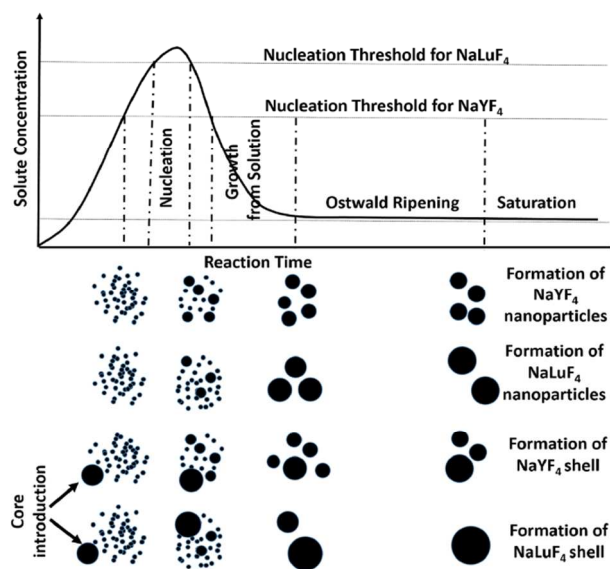 Nucleation Threshold for NaLuF₄
Nucleation Threshold for NaYF₄
Solute Concentration
Nucleation
Growth
from Solution
Ostwald Ripening
Saturation
Reaction Time
Formation of
NaYF₄
nanoparticles
Formation of
NaLuF₄
nanoparticles
Formation of
NaYF₄ shell
Core
introduction
Formation of
NaLuF₄
shell